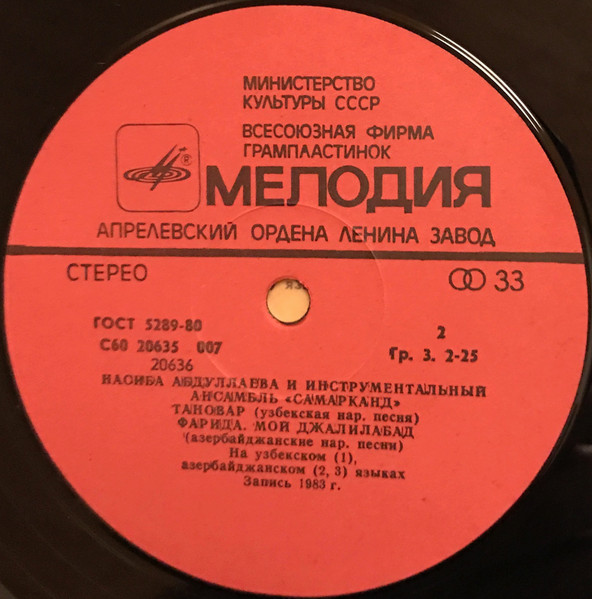 МИНИСТЕРСТВО
КУЛЬТУРЫ СССР
ВСЕСОЮЗНАЯ ФИРМА
ГРАМПЛАСТИНОК
® МЕЛОДИЯ
АПРЕЛЕВСКИЙ ОРДЕНА ЛЕНИНА ЗАВОД
СТЕРЕО 33
ГОСТ 5289-80 2
С60 20635 007 Гр. 3. 2-25
20636
НАСИБА АБДУЛЛАЕВА И ИНСТРУМЕНТАЛЬНЫЙ
АНСАМБЛЬ «САМАРКАНД»
ТАНОВАР (узбекская нар. песня)
ФАРИДА. МОЙ ДЖАЛИЛАБАД
(азербайджанские нар. песни)
На узбекском (1),
азербайджанском (2, 3) языках
Запись 1983 г.